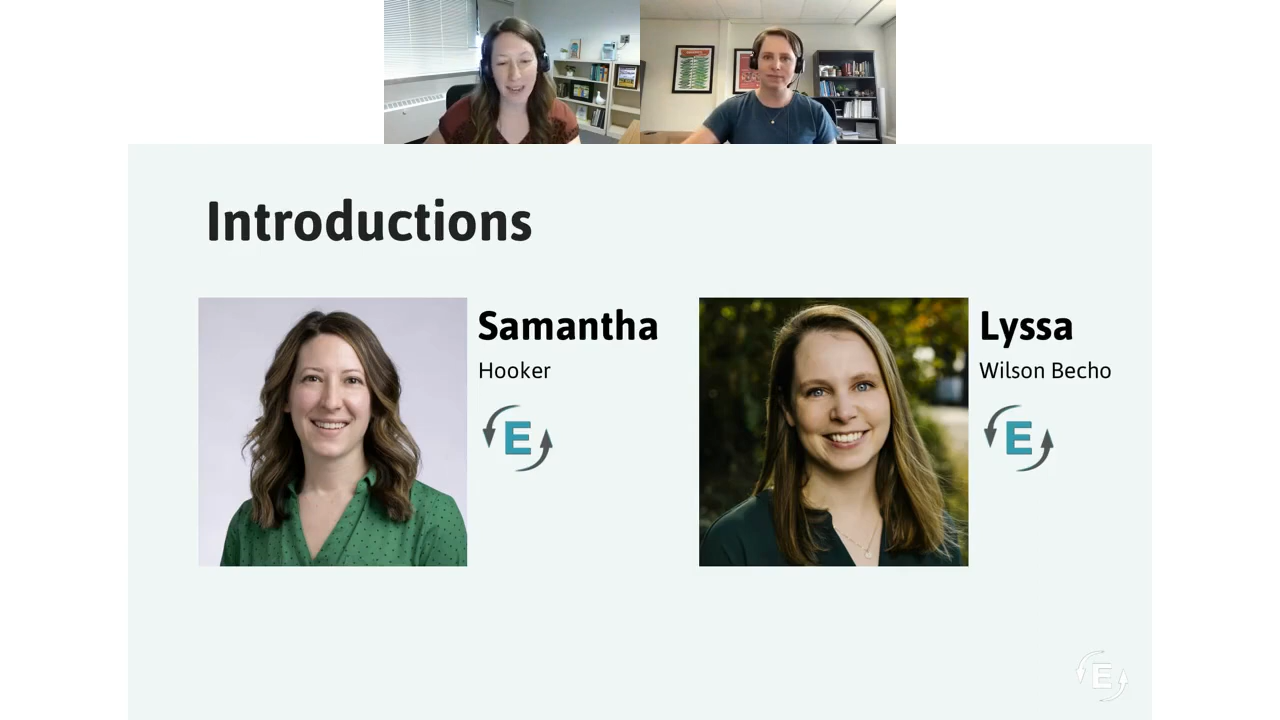 Introductions
Samantha
Hooker
E
Lyssa
Wilson Becho
E
E